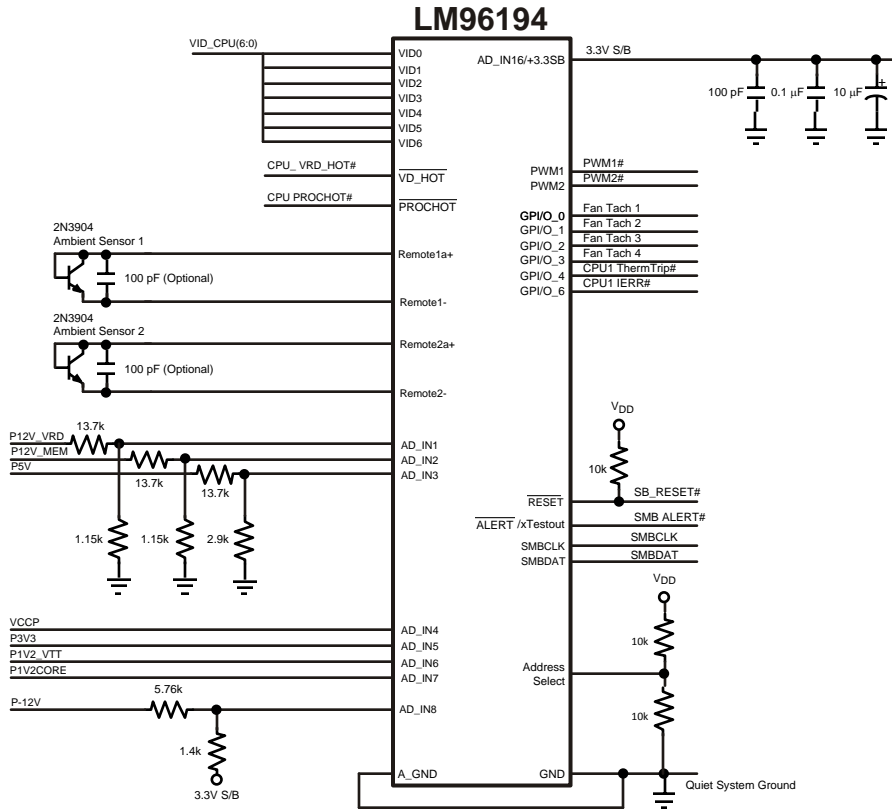 LM96194
VID_CPU(6:0)
VID0
VID1
VID2
VID3
VID4
VID5
VID6
CPU_ VRD_HOT#
VD_HOT
CPU PROCHOT#
PROCHOT
2N3904
Ambient Sensor 1
100 pF (Optional)
Remote1a+
Remote1-
2N3904
Ambient Sensor 2
100 pF (Optional)
Remote2a+
Remote2-
P12V_VRD
13.7k
AD_IN1
P12V_MEM
13.7k
AD_IN2
P5V
13.7k
AD_IN3
1.15k
1.15k
2.9k
VCCP
AD_IN4
P3V3
AD_IN5
P1V2_VTT
AD_IN6
P1V2CORE
AD_IN7
P-12V
5.76k
AD_IN8
1.4k
3.3V S/B
A_GND
AD_IN16/+3.3SB
3.3V S/B
100 pF
0.1 μF
10 μF
+
PWM1
PWM1#
PWM2
PWM2#
GPI/O_0
Fan Tach 1
GPI/O_1
Fan Tach 2
GPI/O_2
Fan Tach 3
GPI/O_3
Fan Tach 4
GPI/O_4
CPU1 ThermTrip#
GPI/O_6
CPU1 IERR#
VDD
10k
RESET
SB_RESET#
ALERT /xTestout
SMB ALERT#
SMBCLK
SMBCLK
SMBDAT
SMBDAT
VDD
10k
Address
Select
10k
GND
Quiet System Ground